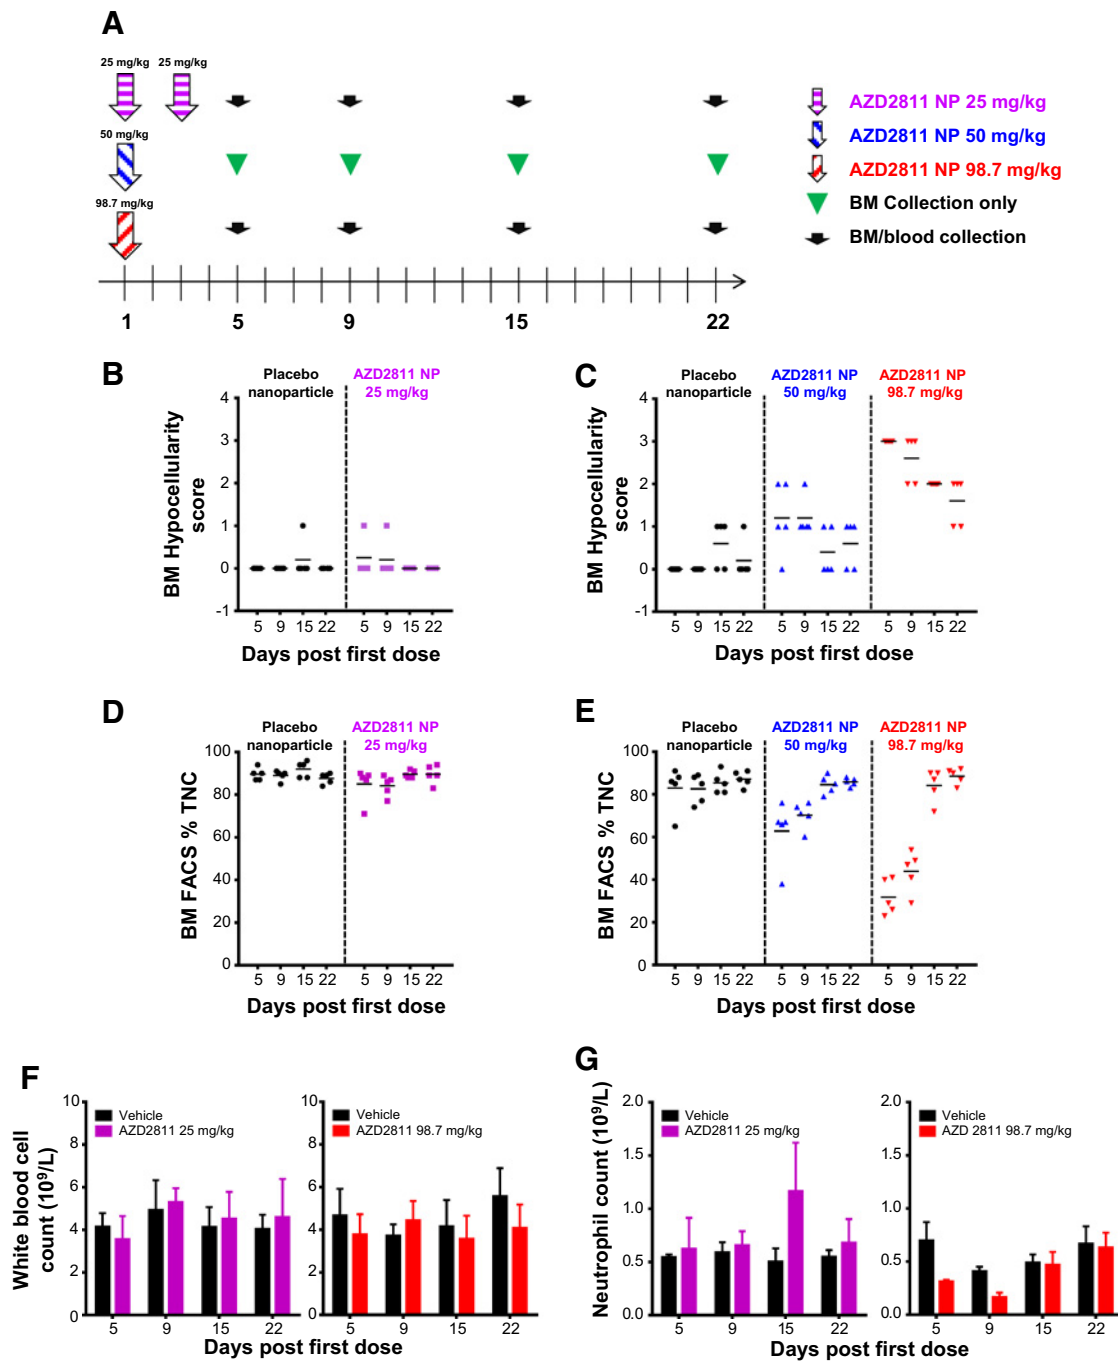 A
25 mg/kg 25 mg/kg
50 mg/kg
98.7 mg/kg
AZD2811 NP 25 mg/kg
AZD2811 NP 50 mg/kg
AZD2811 NP 98.7 mg/kg
BM Collection only
BM/blood collection
1 5 9 15 22
B
Placebo
nanoparticle
AZD2811 NP
25 mg/kg
BM Hypocellularity
score
4
3
2
1
0
-1
5 9 15 22 5 9 15 22
Days post first dose
C
Placebo
nanoparticle
AZD2811 NP
50 mg/kg
AZD2811 NP
98.7 mg/kg
BM Hypocellularity
score
4
3
2
1
0
-1
5 9 15 22 5 9 15 22 5 9 15 22
Days post first dose
D
Placebo
nanoparticle
AZD2811 NP
25 mg/kg
BM FACS % TNC
100
80
60
40
20
0
5 9 15 22 5 9 15 22
Days post first dose
E
Placebo
nanoparticle
AZD2811 NP
50 mg/kg
AZD2811 NP
98.7 mg/kg
BM FACS % TNC
100
80
60
40
20
0
5 9 15 22 5 9 15 22 5 9 15 22
Days post first dose
F
White blood cell
count (10⁹/L)
10
8
6
4
2
0
Vehicle
AZD2811 25 mg/kg
5 9 15 22
10
8
6
4
2
0
Vehicle
AZD2811 98.7 mg/kg
5 9 15 22
Days post first dose
G
Neutrophil count (10⁹/L)
2.0
1.5
1.0
0.5
0.0
Vehicle
AZD2811 25 mg/kg
5 9 15 22
2.0
1.5
1.0
0.5
0.0
Vehicle
AZD 2811 98.7 mg/kg
5 9 15 22
Days post first dose